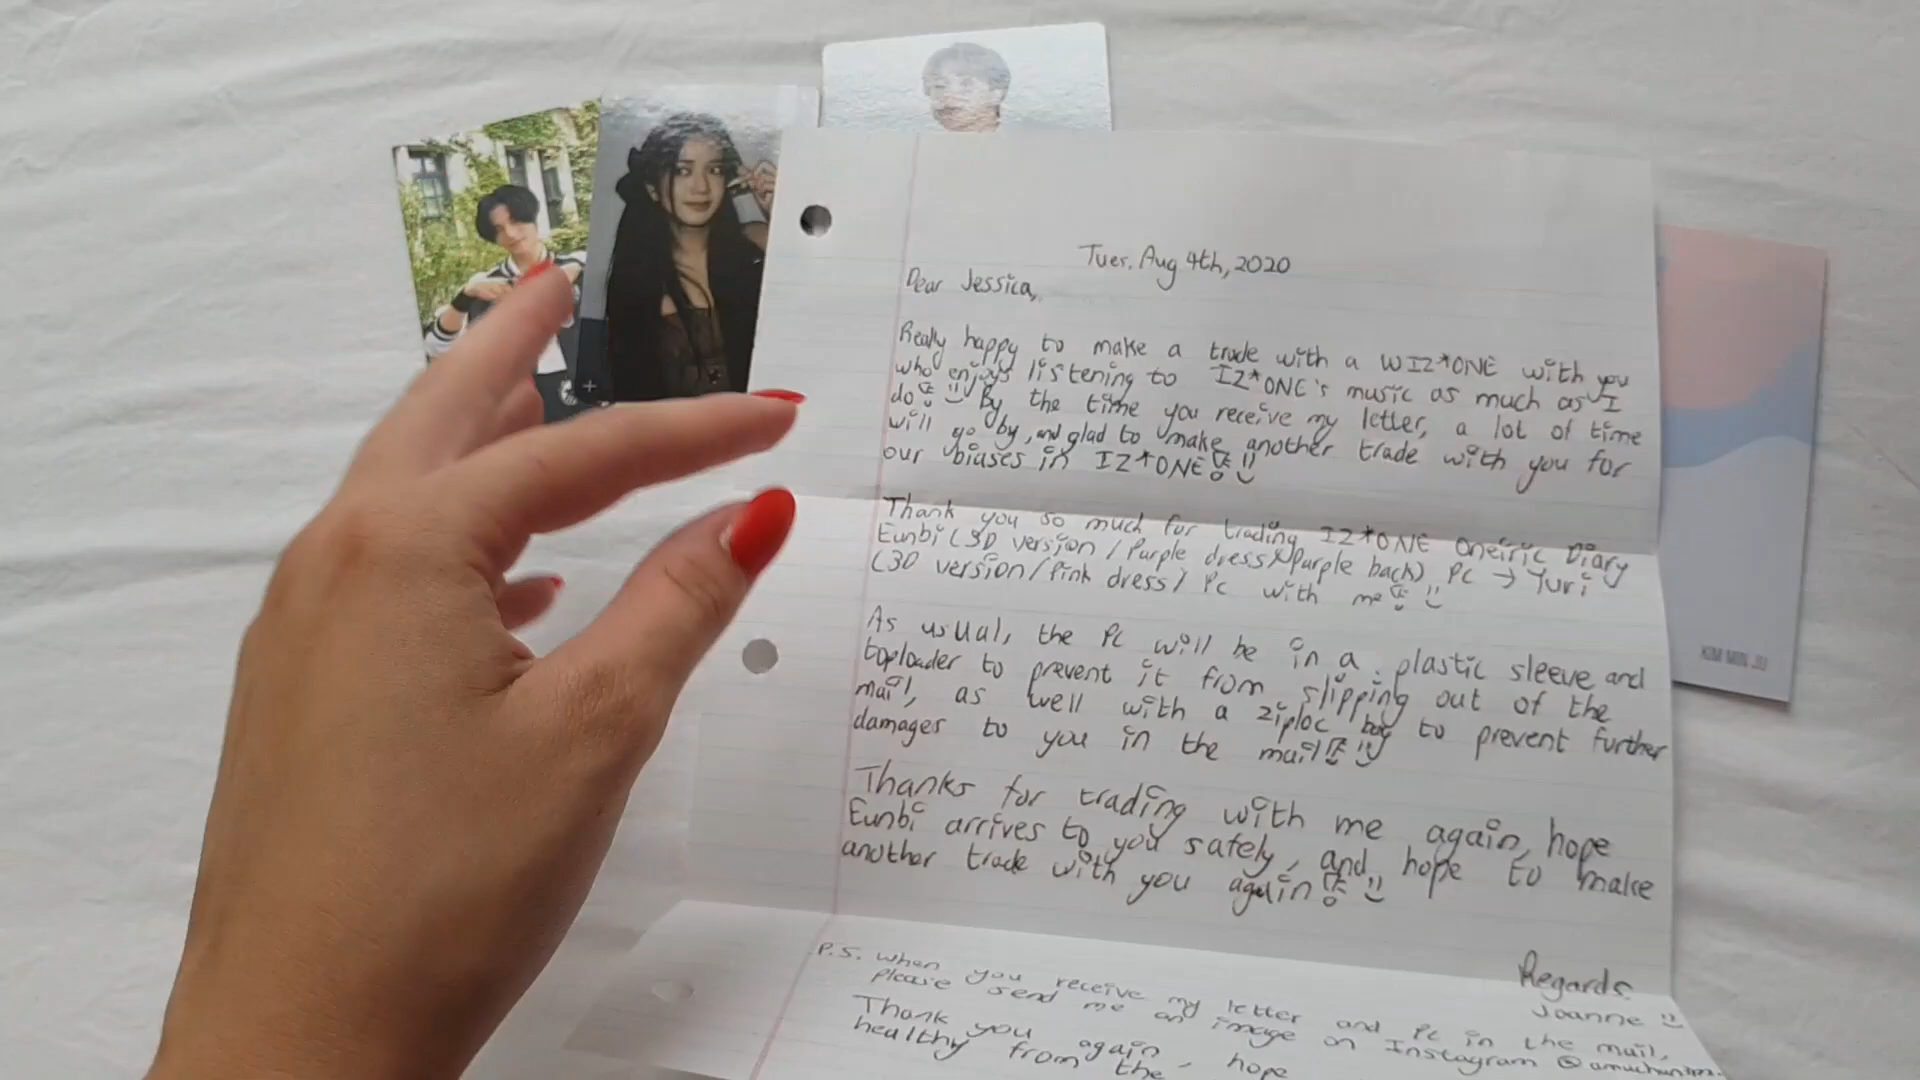 Tues. Aug 4th, 2020
Dear Jessica,
Really happy to make a trade with a WIZ*ONE with you
who enjoys listening to IZ*ONE's music as much as I
do! By the time you receive my letter, a lot of time
will go by, and glad to make another trade with you for
our biases in IZ*ONE!
Thank you so much for trading IZ*ONE Oneiric Diary
Eunbi (3D version / Purple dress & Purple back) PC → Yuri
(3D version / Pink dress) PC with me!
As usual, the PC will be in a plastic sleeve and
toploader to prevent it from slipping out of the
mail, as well with a ziploc bag to prevent further
damages to you in the mail!
Thanks for trading with me again, hope
Eunbi arrives to you safely, and hope to make
another trade with you again!
Regards
Joanne
P.S. When you receive my letter and PC in the mail,
please send me an image on Instagram
Thank you again, hope
healthy from the
KIM MIN JU